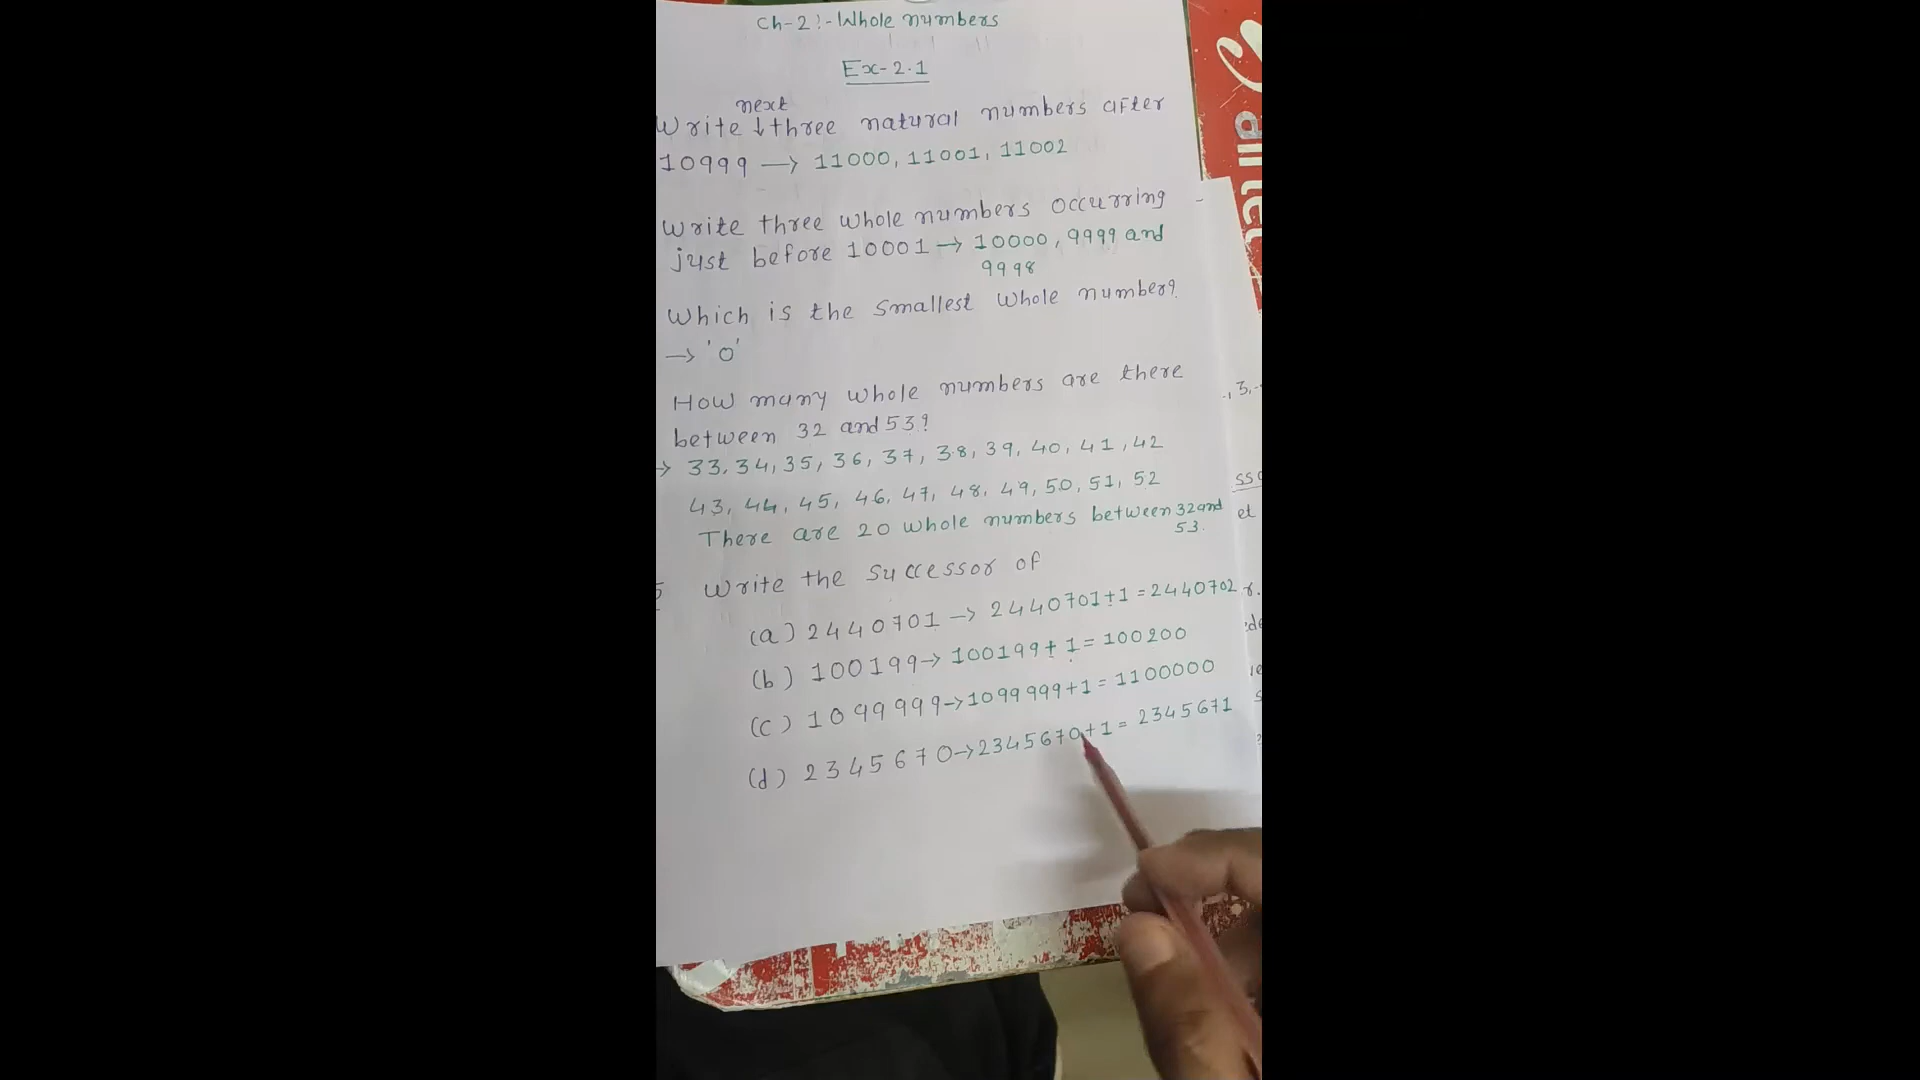 Ch-2:-Whole numbers
Ex-2.1
next
Write ↓ three natural numbers after
10999 → 11000, 11001, 11002
Write three whole numbers occurring
just before 10001 → 10000, 9999 and
9998
Which is the smallest whole number?
→ '0'
How many whole numbers are there
between 32 and 53?
→ 33, 34, 35, 36, 37, 38, 39, 40, 41, 42
43, 44, 45, 46, 47, 48, 49, 50, 51, 52
There are 20 whole numbers between 32 and
53.
5 Write the successor of
(a) 2440701 → 2440701+1 = 2440702
(b) 100199 → 100199+1 = 100200
(c) 1099999 → 1099999+1 = 1100000
(d) 2345670 → 2345670+1 = 2345671